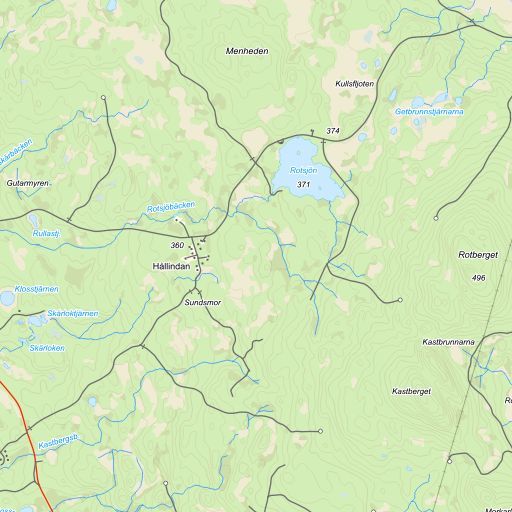 Menheden
Kullsfljoten
Getbrunnstjärnarna
374
Skärbäcken
Rotsjön
371
Gutarmyren
Rotsjöbäcken
Rullastj.
360
Hållindan
Rotberget
496
Klosstjärnen
Skärloktjärnen
Sundsmor
Skärloken
Kastbrunnarna
Kastberget
Kastbergsb.